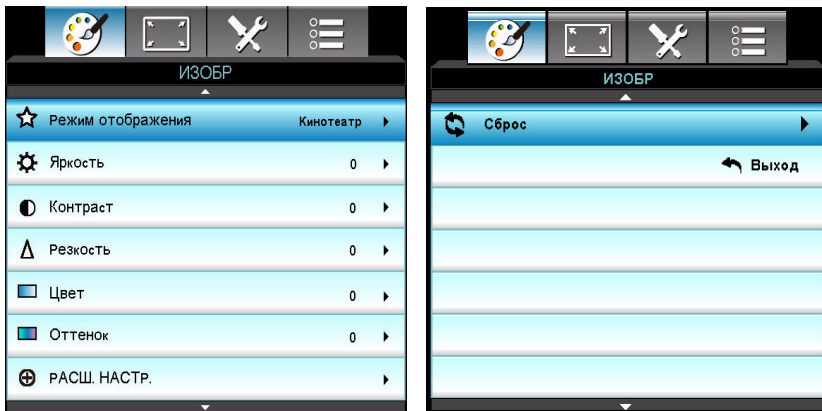 ИЗОБР
Режим отображения Кинотеатр
Яркость 0
Контраст 0
Резкость 0
Цвет 0
Оттенок 0
РАСШ. НАСТР.
ИЗОБР
Сброс
Выход